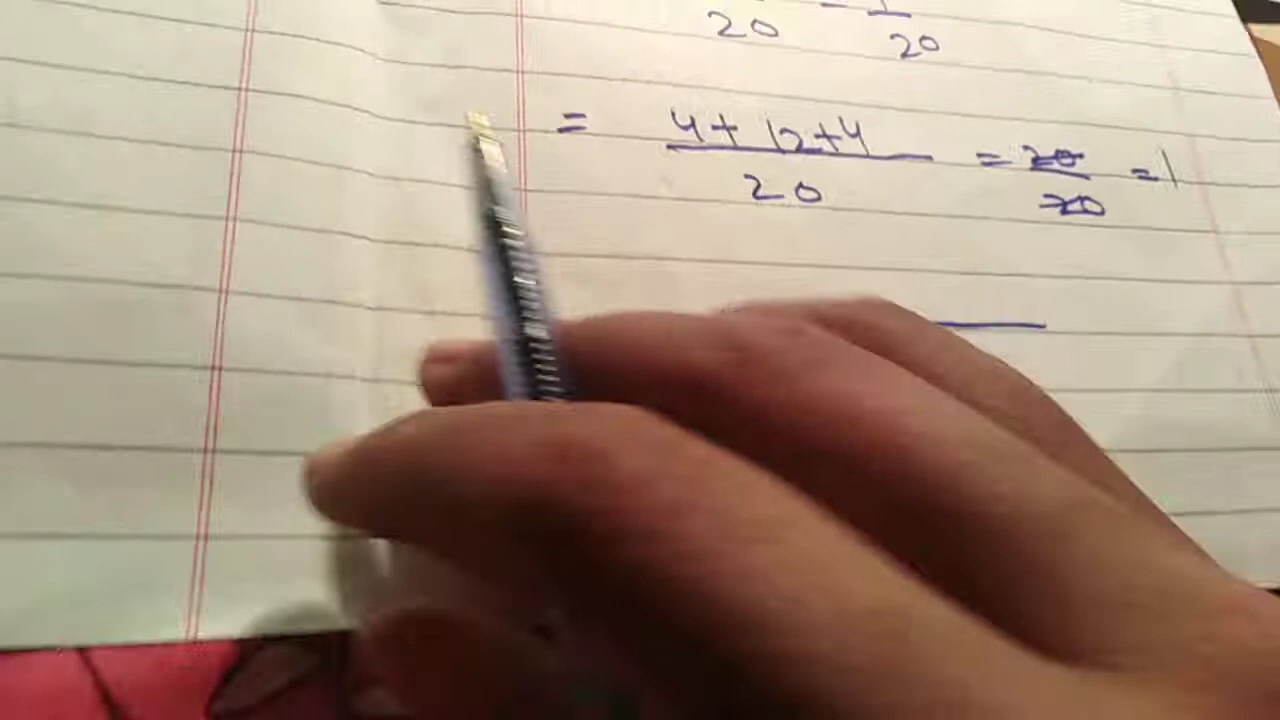 20 - 20
= 4+12+4/20 = 20/20 = 1